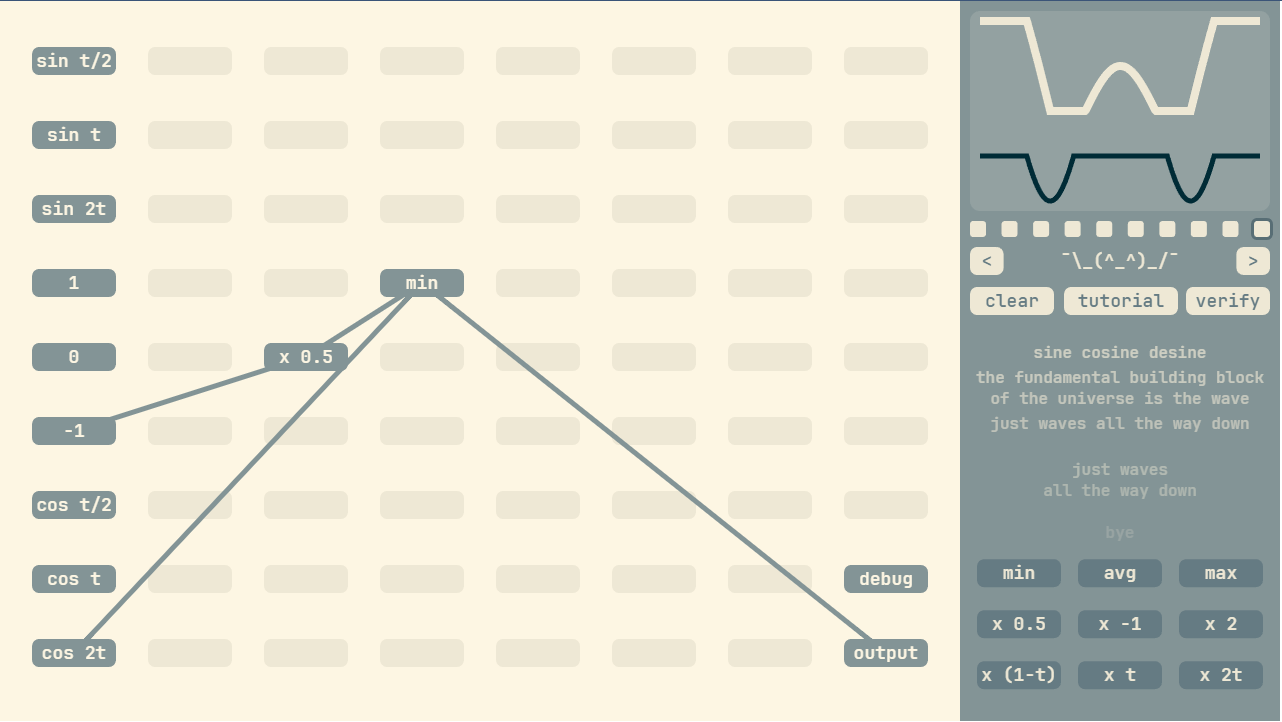 sin t/2
sin t
sin 2t
1
min
0
x 0.5
-1
cos t/2
cos t
debug
cos 2t
output
<
¯\_(^_^)_/¯
>
clear
tutorial
verify
sine cosine desine
the fundamental building block
of the universe is the wave
just waves all the way down
just waves
all the way down
bye
min
avg
max
x 0.5
x -1
x 2
x (1-t)
x t
x 2t